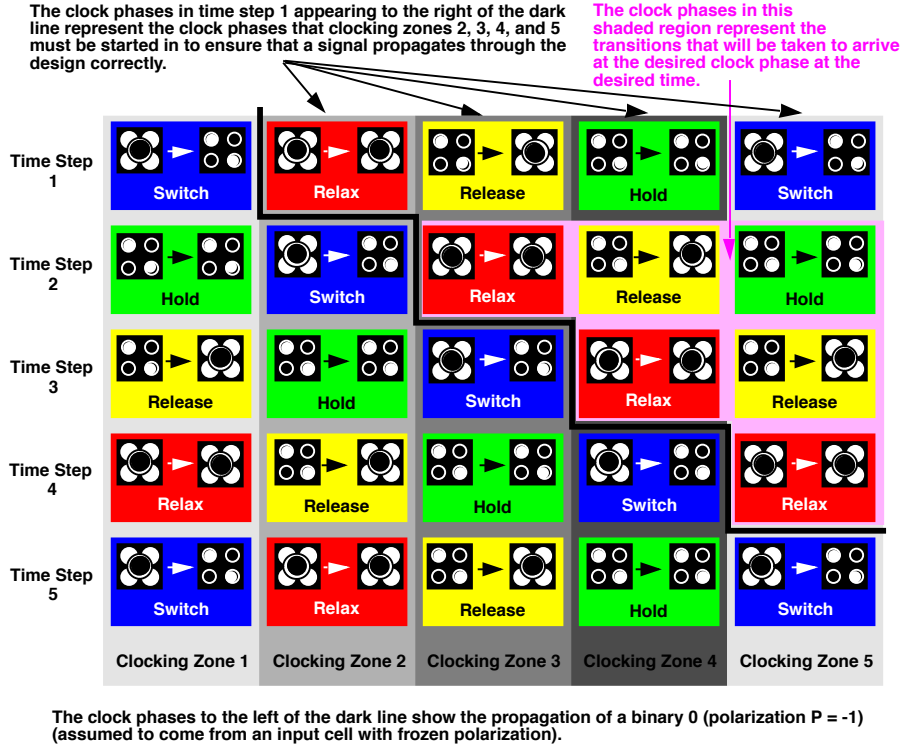 The clock phases in time step 1 appearing to the right of the dark
line represent the clock phases that clocking zones 2, 3, 4, and 5
must be started in to ensure that a signal propagates through the
design correctly.
The clock phases in this
shaded region represent the
transitions that will be taken to arrive
at the desired clock phase at the
desired time.
Time Step
1
Switch
Relax
Release
Hold
Switch
Time Step
2
Hold
Switch
Relax
Release
Hold
Time Step
3
Release
Hold
Switch
Relax
Release
Time Step
4
Relax
Release
Hold
Switch
Relax
Time Step
5
Switch
Relax
Release
Hold
Switch
Clocking Zone 1
Clocking Zone 2
Clocking Zone 3
Clocking Zone 4
Clocking Zone 5
The clock phases to the left of the dark line show the propagation of a binary 0 (polarization P = -1)
(assumed to come from an input cell with frozen polarization).